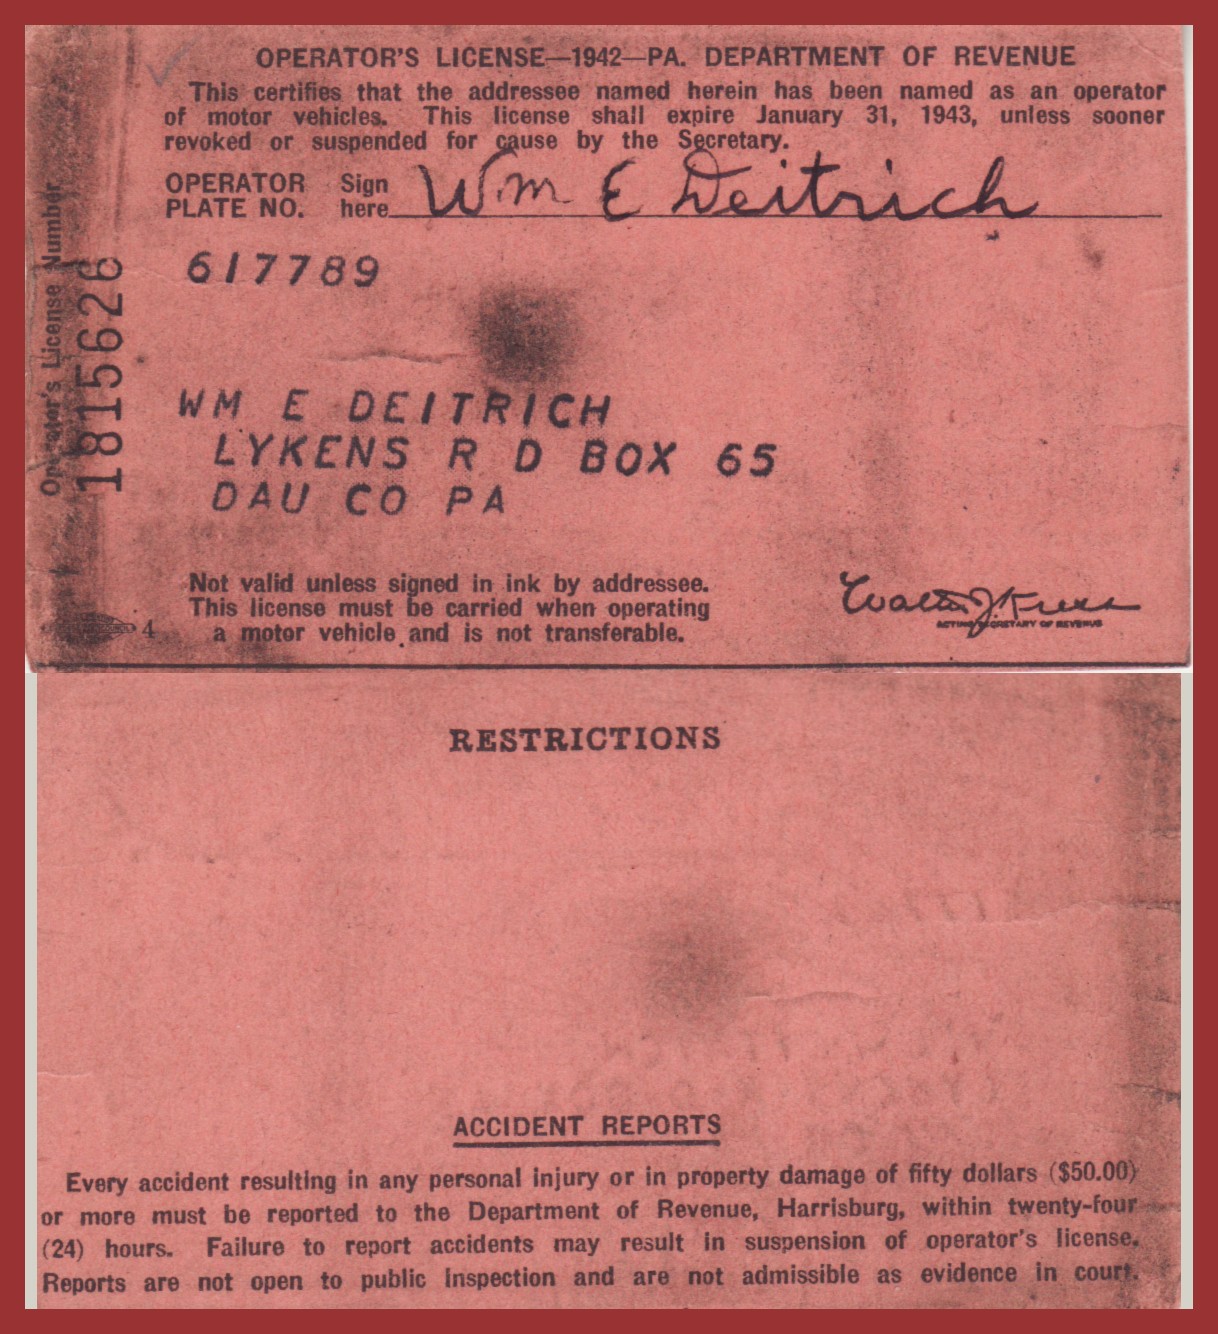 OPERATOR'S LICENSE—1942—PA. DEPARTMENT OF REVENUE
This certifies that the addressee named herein has been named as an operator
of motor vehicles. This license shall expire January 31, 1943, unless sooner
revoked or suspended for cause by the Secretary.
OPERATOR Sign
PLATE NO. here Wm E Deitrich
617789
Operator's License Number
1815626
WM E DEITRICH
LYKENS R D BOX 65
DAU CO PA
Not valid unless signed in ink by addressee.
This license must be carried when operating
a motor vehicle and is not transferable.
4
Walter J Kress
ACTING SECRETARY OF REVENUE
RESTRICTIONS
ACCIDENT REPORTS
Every accident resulting in any personal injury or in property damage of fifty dollars ($50.00)
or more must be reported to the Department of Revenue, Harrisburg, within twenty-four
(24) hours. Failure to report accidents may result in suspension of operator's license.
Reports are not open to public inspection and are not admissible as evidence in court.